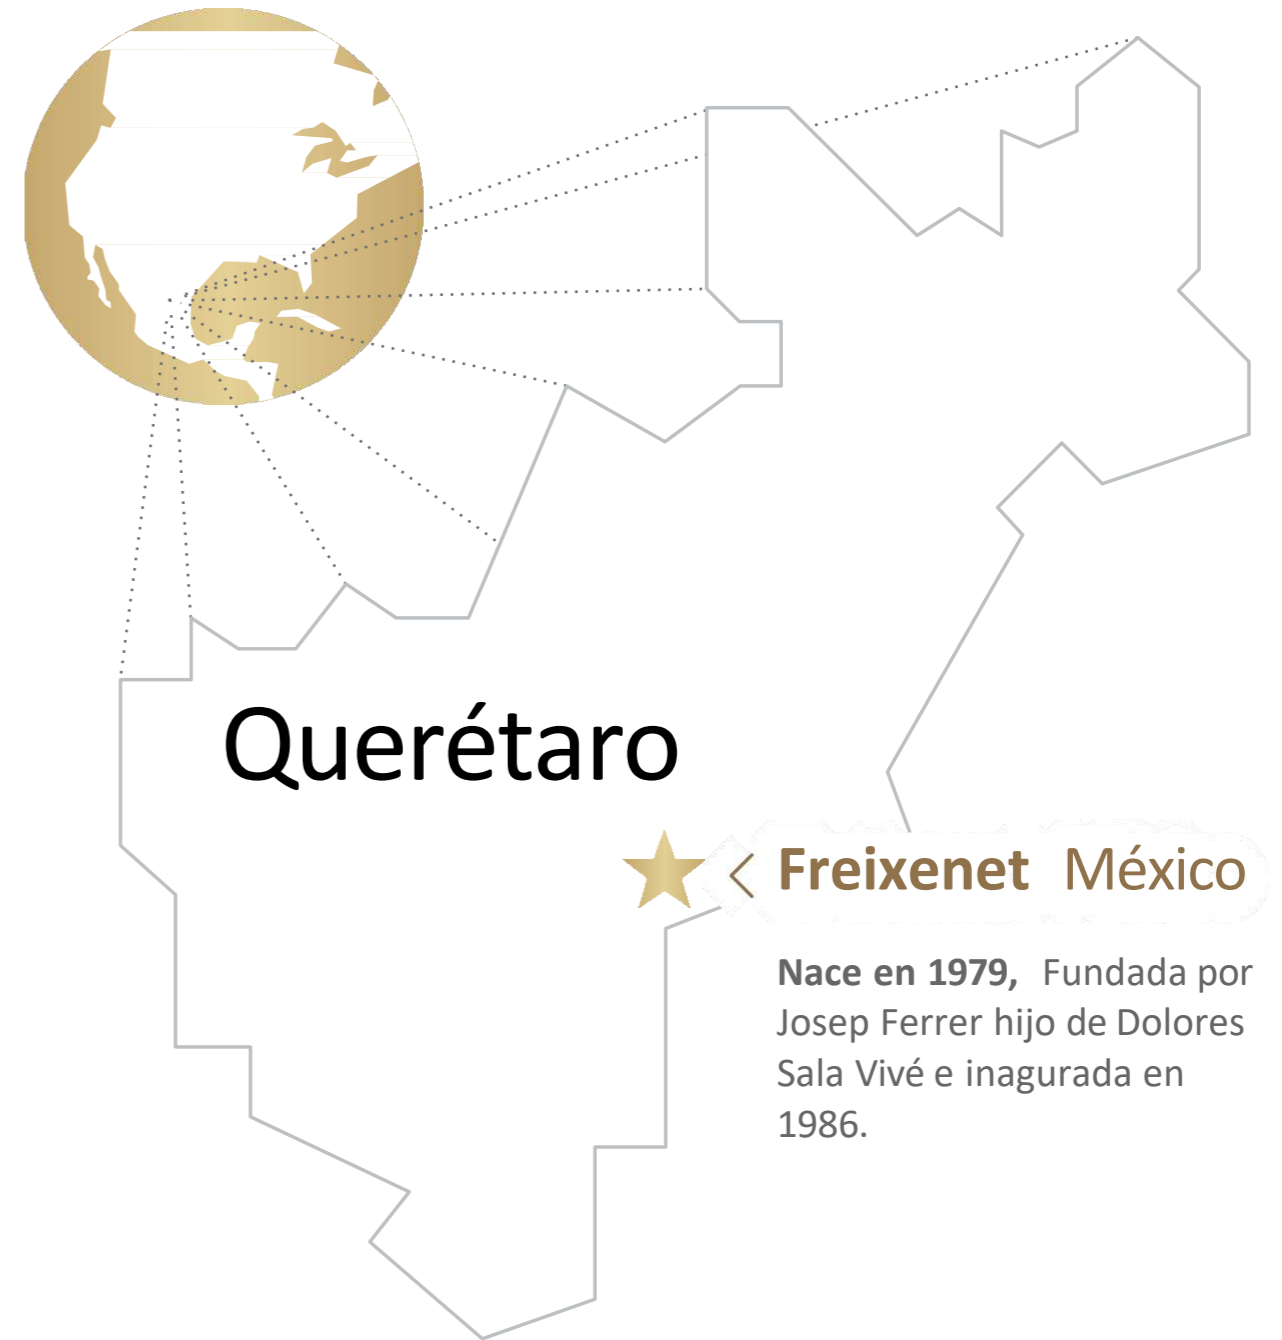 Querétaro
Freixenet México
Nace en 1979, Fundada por
Josep Ferrer hijo de Dolores
Sala Vivé e inagurada en
1986.